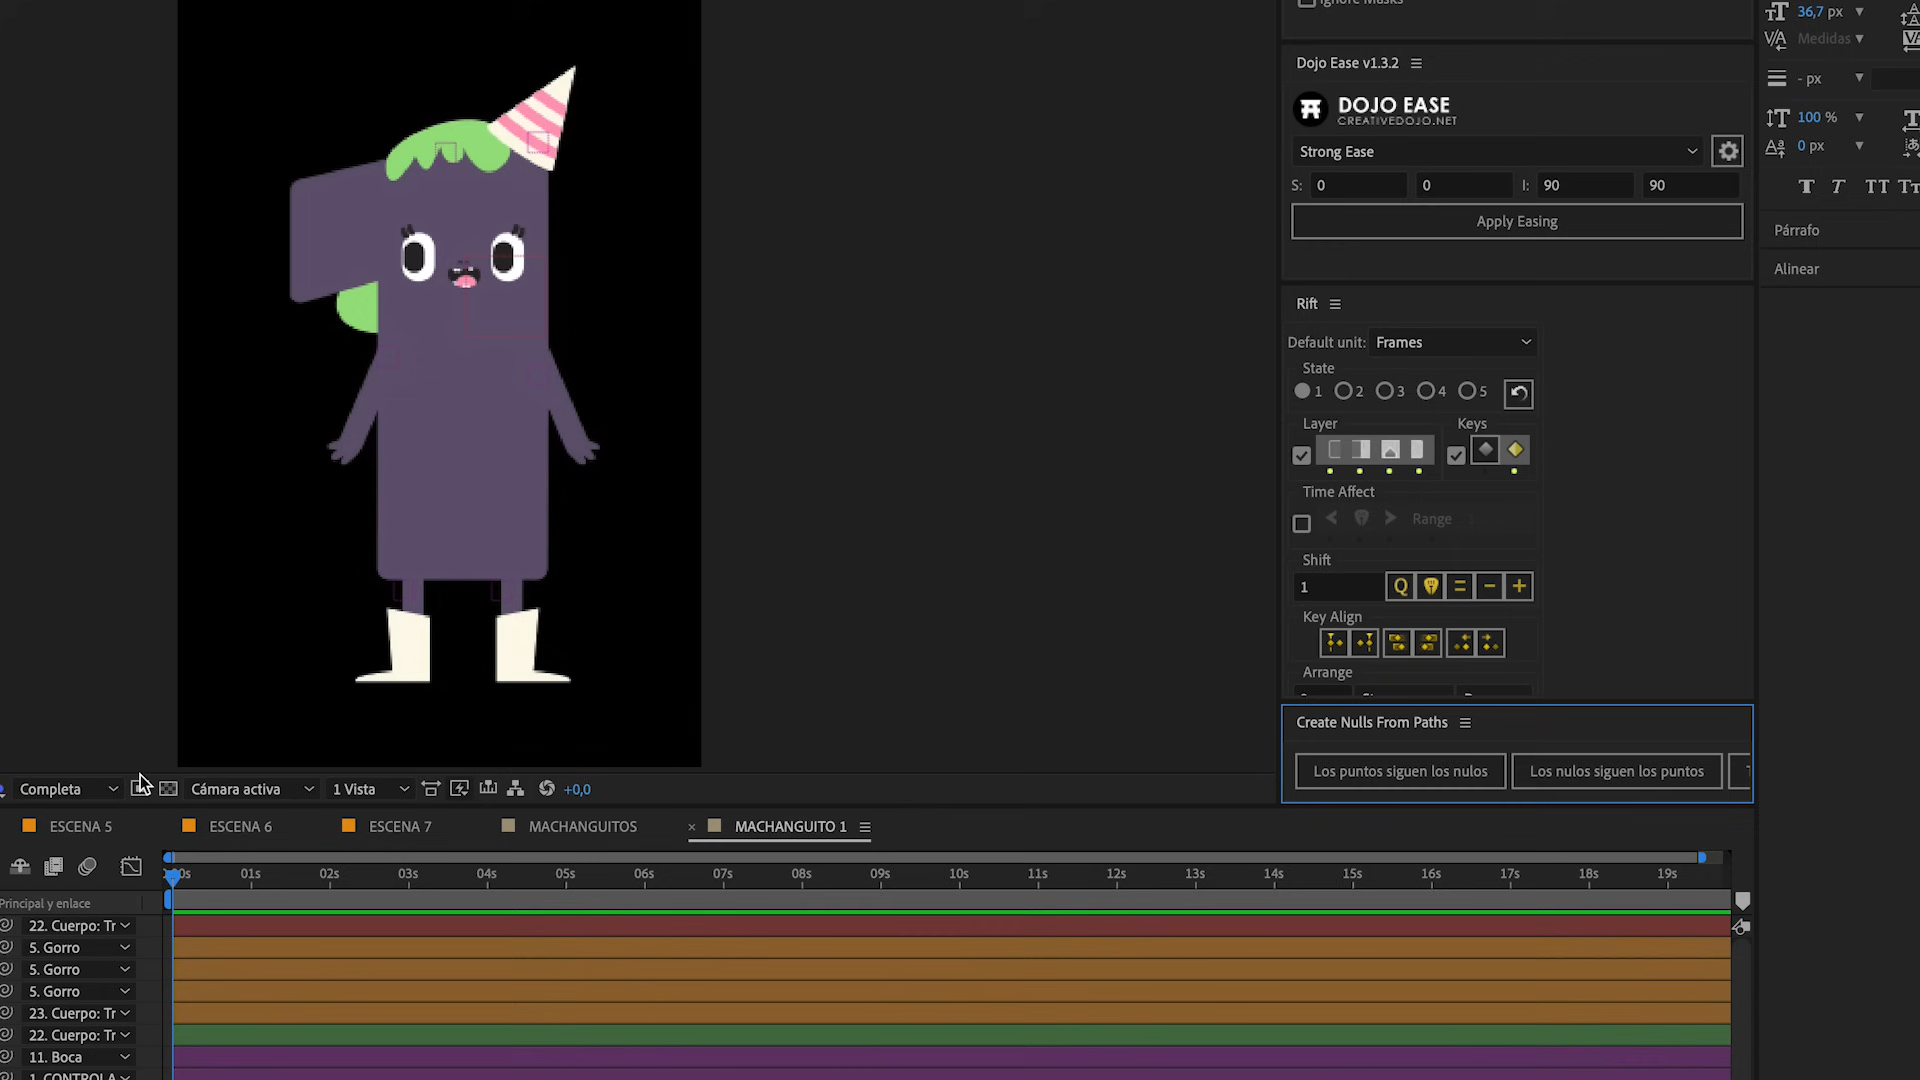 Ignore Masks
36,7 px
Medidas
- px
100 %
0 px
Párrafo
Alinear
Dojo Ease v1.3.2
DOJO EASE
CREATIVEDOJO.NET
Strong Ease
S: 0 0 I: 90 90
Apply Easing
Rift
Default unit: Frames
State
1 2 3 4 5
Layer Keys
Time Affect
Range
Shift
1 Q = - +
Key Align
Arrange
Create Nulls From Paths
Los puntos siguen los nulos Los nulos siguen los puntos
Completa Cámara activa 1 Vista +0,0
ESCENA 5 ESCENA 6 ESCENA 7 MACHANGUITOS × MACHANGUITO 1
01s 02s 03s 04s 05s 06s 07s 08s 09s 10s 11s 12s 13s 14s 15s 16s 17s 18s 19s
Principal y enlace
22. Cuerpo: Tr
5. Gorro
5. Gorro
5. Gorro
23. Cuerpo: Tr
22. Cuerpo: Tr
11. Boca
1. CONTROLA